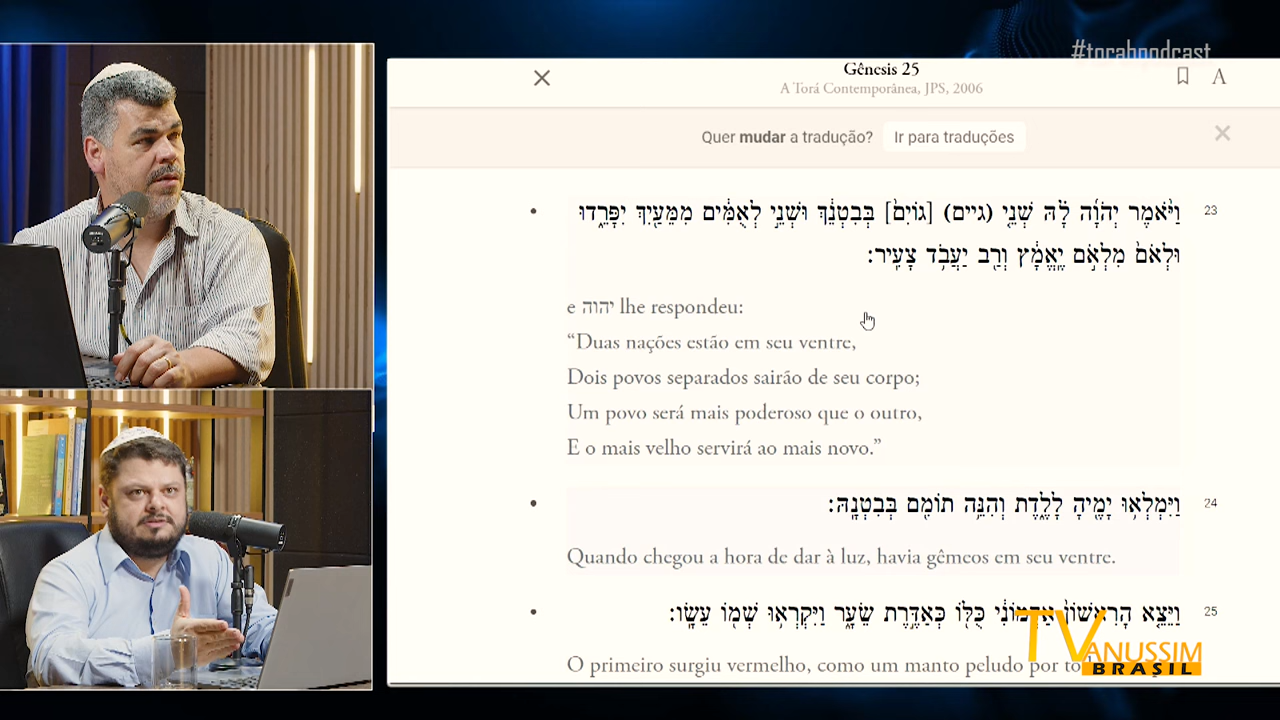 #torahpodcast
Gênesis 25
A Torá Contemporânea, JPS, 2006
Quer mudar a tradução? Ir para traduções
23 וַיֹּ֨אמֶר יְהֹוָ֜ה לָ֗הּ שְׁנֵ֤י (גיים) [גוֹיִם֙] בְּבִטְנֵ֔ךְ וּשְׁנֵ֣י לְאֻמִּ֔ים מִמֵּעַ֖יִךְ יִפָּרֵ֑דוּ
וּלְאֹם֙ מִלְאֹ֣ם יֶֽאֱמָ֔ץ וְרַ֖ב יַעֲבֹ֥ד צָעִֽיר׃
e יהוה lhe respondeu:
“Duas nações estão em seu ventre,
Dois povos separados sairão de seu corpo;
Um povo será mais poderoso que o outro,
E o mais velho servirá ao mais novo.”
24 וַיִּמְלְא֥וּ יָמֶ֖יהָ לָלֶ֑דֶת וְהִנֵּ֥ה תוֹמִ֖ם בְּבִטְנָֽהּ׃
Quando chegou a hora de dar à luz, havia gêmeos em seu ventre.
25 וַיֵּצֵ֤א הָרִאשׁוֹן֙ אַדְמוֹנִ֔י כֻּלּ֖וֹ כְּאַדֶּ֣רֶת שֵׂעָ֑ר וַיִּקְרְא֥וּ שְׁמ֖וֹ עֵשָֽׂו׃
O primeiro surgiu vermelho, como um manto peludo por
TV ANUSSIM
BRASIL